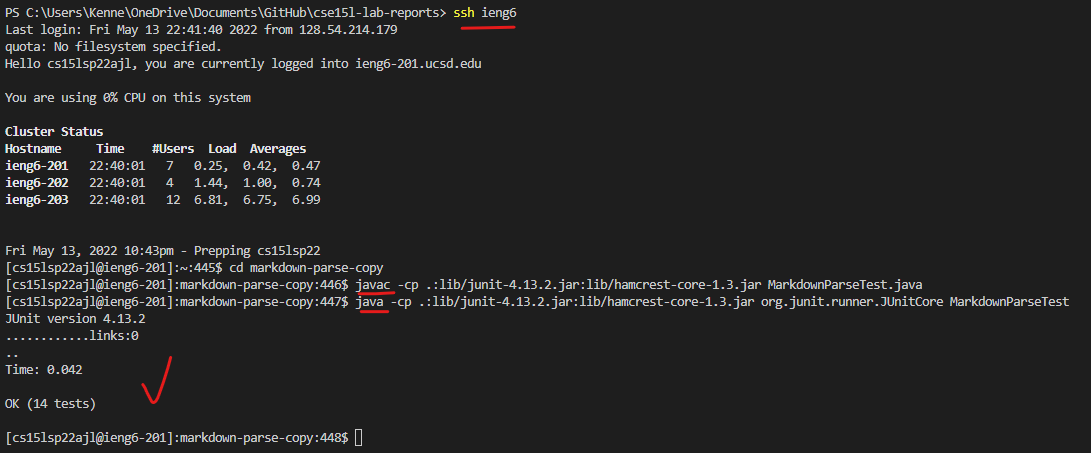 PS C:\Users\Kenne\OneDrive\Documents\GitHub\cse15l-lab-reports> ssh ieng6
Last login: Fri May 13 22:41:40 2022 from 128.54.214.179
quota: No filesystem specified.
Hello cs15lsp22ajl, you are currently logged into ieng6-201.ucsd.edu
You are using 0% CPU on this system
Cluster Status
Hostname     Time    #Users  Load  Averages
ieng6-201   22:40:01   7   0.25,  0.42,  0.47
ieng6-202   22:40:01   4   1.44,  1.00,  0.74
ieng6-203   22:40:01   12  6.81,  6.75,  6.99
Fri May 13, 2022 10:43pm - Prepping cs15lsp22
[cs15lsp22ajl@ieng6-201]:~:445$ cd markdown-parse-copy
[cs15lsp22ajl@ieng6-201]:markdown-parse-copy:446$ javac -cp .:lib/junit-4.13.2.jar:lib/hamcrest-core-1.3.jar MarkdownParseTest.java
[cs15lsp22ajl@ieng6-201]:markdown-parse-copy:447$ java -cp .:lib/junit-4.13.2.jar:lib/hamcrest-core-1.3.jar org.junit.runner.JUnitCore MarkdownParseTest
JUnit version 4.13.2
............links:0
..
Time: 0.042
OK (14 tests)
[cs15lsp22ajl@ieng6-201]:markdown-parse-copy:448$